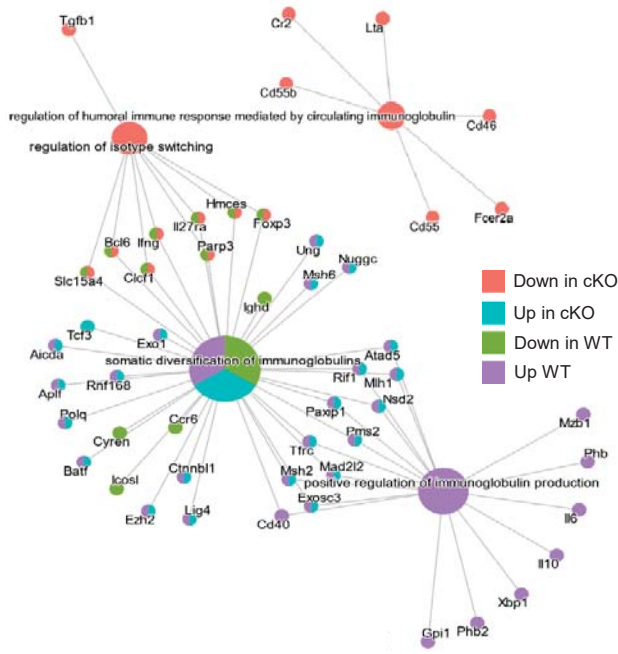 Tgfb1
Cr2
Lta
Cd55b
regulation of humoral immune response mediated by circulating immunoglobulin
Cd46
regulation of isotype switching
Hmces
Il27ra
Foxp3
Cd55
Fcer2a
Ifng
Bcl6
Parp3
Ung
Nuggc
Slc15a4
Clcf1
Msh6
Down in cKO
Ighd
Up in cKO
Tcf3
Exo1
Down in WT
Aicda
somatic diversification of immunoglobulins
Atad5
Up WT
Rnf168
Rif1
Mlh1
Aplf
Nsd2
Polq
Ccr6
Paxp1
Mzb1
Cyren
Pms2
Tfrc
Batf
Ctnnbl1
Phb
Icosl
Msh2
Mad2l2
positive regulation of immunoglobulin production
Exosc3
Ezh2
Lig4
Cd40
Il6
Il10
Xbp1
Gpi1
Phb2